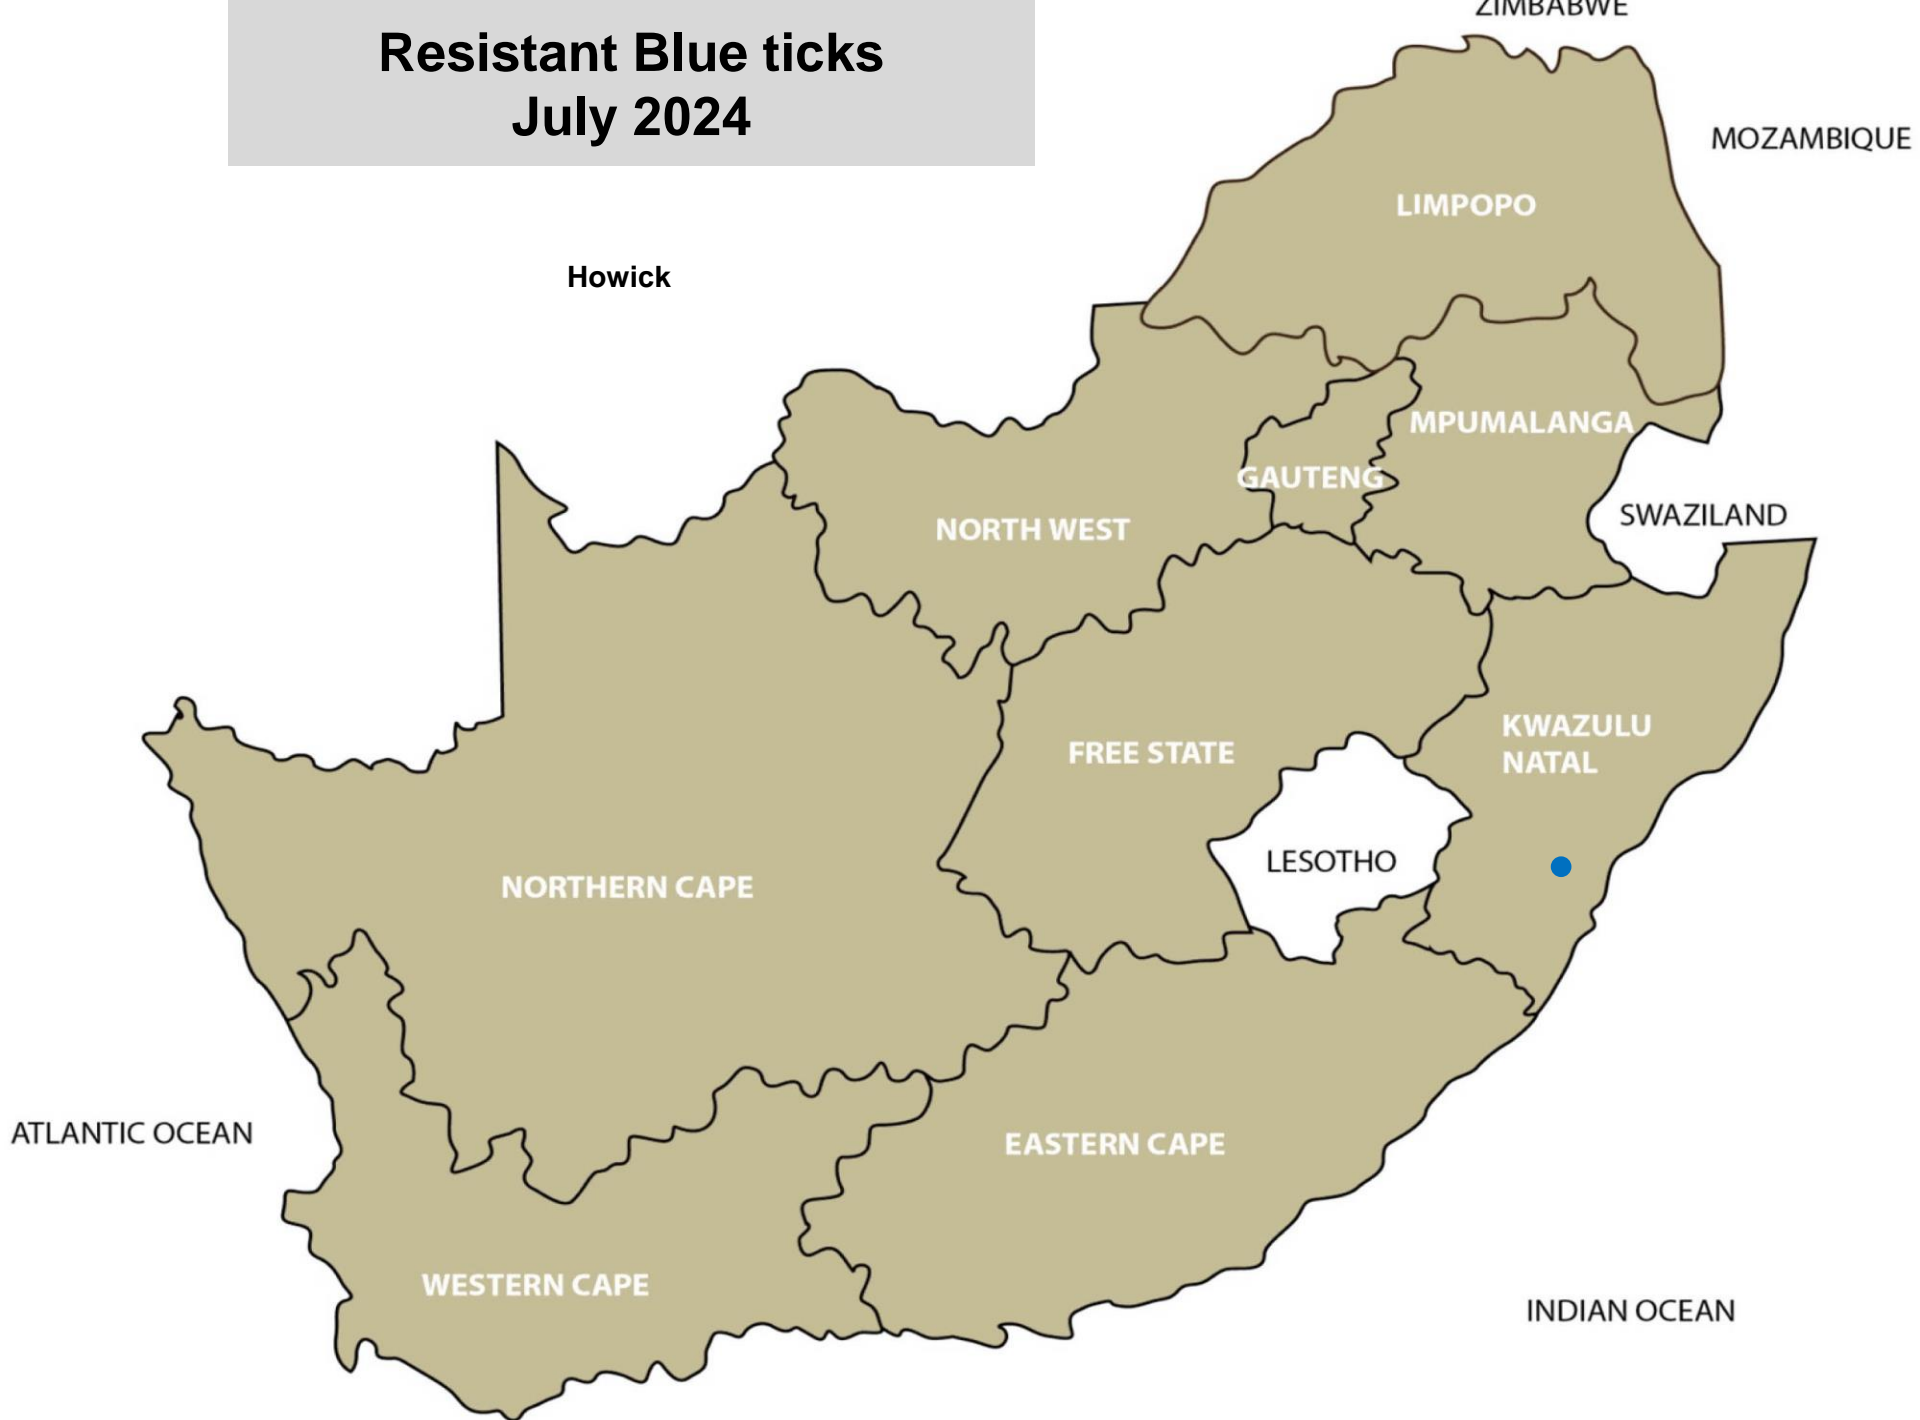 Resistant Blue ticks
July 2024
ZIMBABWE
MOZAMBIQUE
LIMPOPO
Howick
MPUMALANGA
GAUTENG
SWAZILAND
NORTH WEST
KWAZULU
NATAL
FREE STATE
LESOTHO
NORTHERN CAPE
ATLANTIC OCEAN
EASTERN CAPE
WESTERN CAPE
INDIAN OCEAN